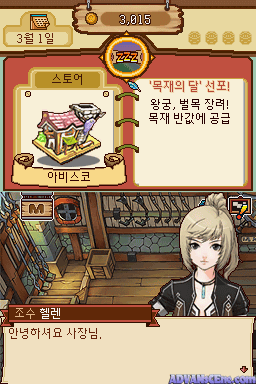 3,015
3월 1일
zzz
스토어
'목재의 달' 선포!
왕궁, 벌목 장려!
목재 반값에 공급
아비스코
M
조수 헬렌
안녕하셔요 사장님.
ADVANsCEne.com